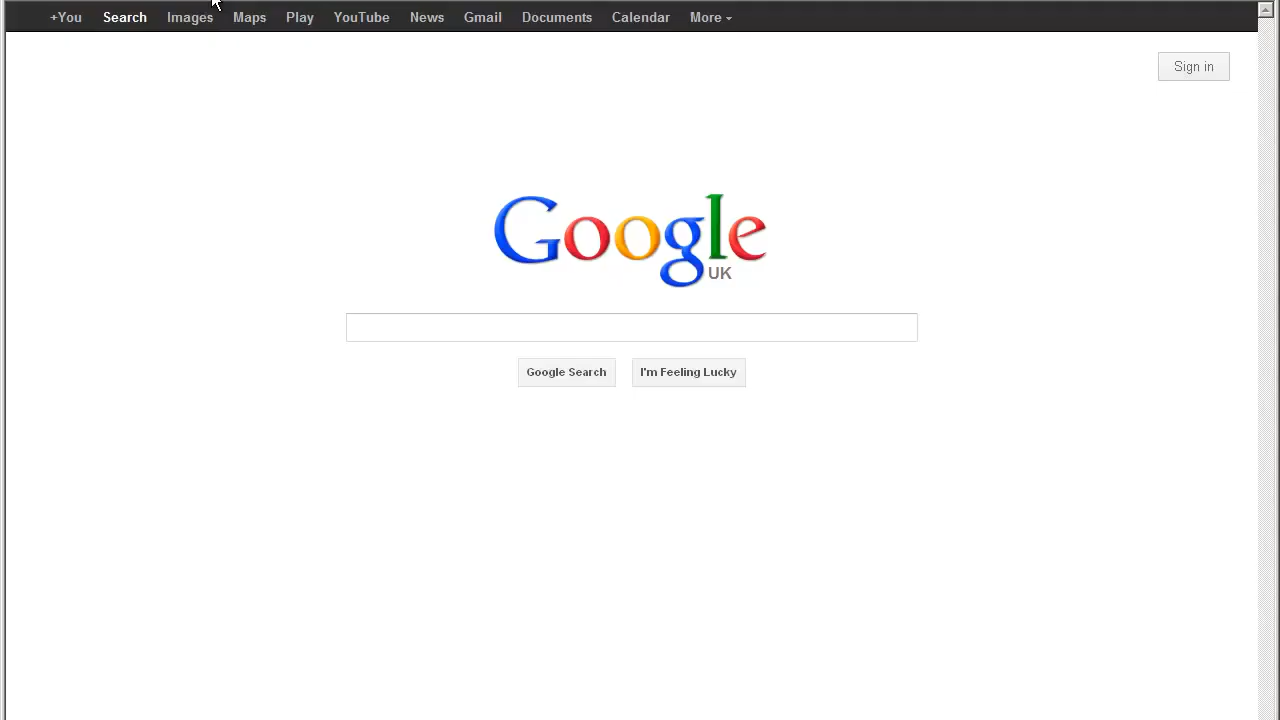 +You Search Images Maps Play YouTube News Gmail Documents Calendar More
Sign in
Google
UK
Google Search I'm Feeling Lucky